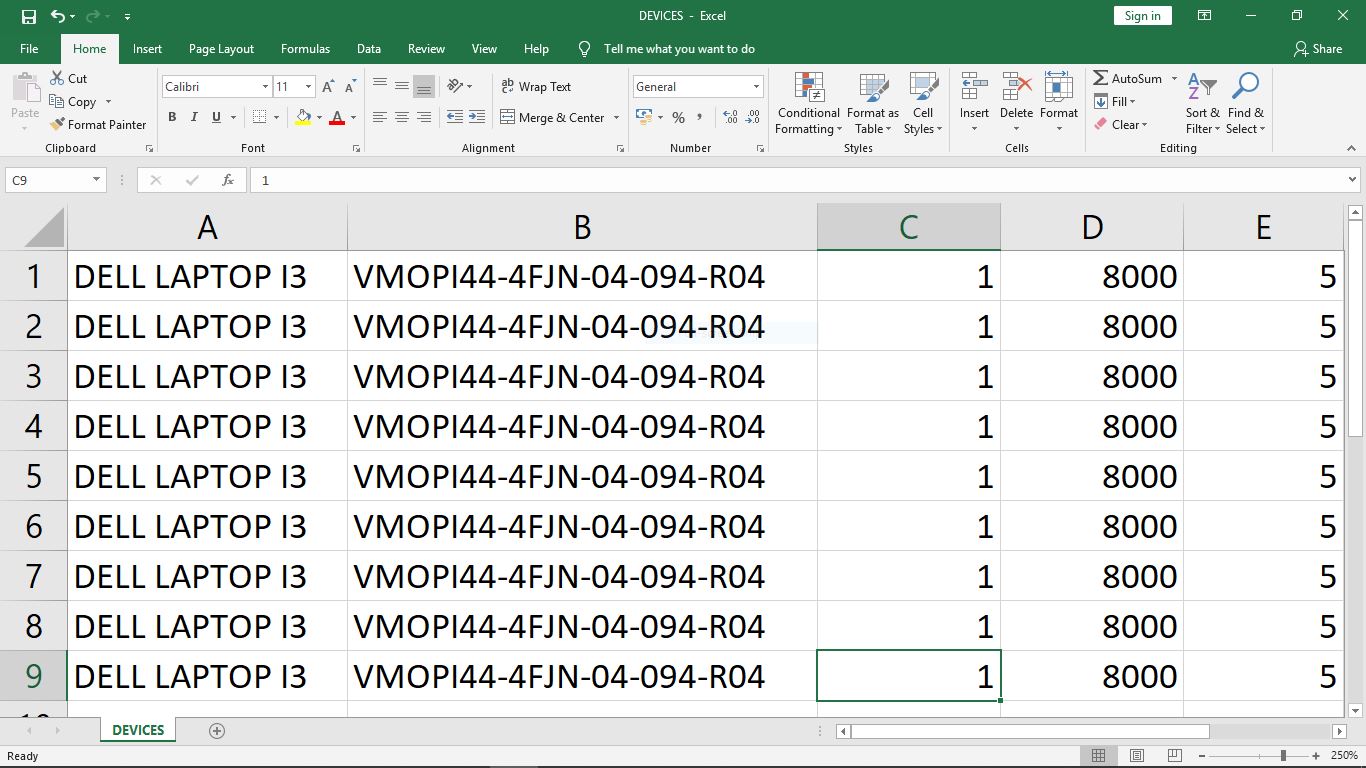 DEVICES - Excel
Sign in
File Home Insert Page Layout Formulas Data Review View Help Tell me what you want to do Share
Paste
Cut
Copy
Format Painter
Clipboard
Calibri 11 A A
B I U A
Font
ab Wrap Text
Merge & Center
Alignment
General
% , .0 .00 .00 .0
Number
Conditional Formatting
Format as Table
Cell Styles
Styles
Insert Delete Format
Cells
AutoSum
Fill
Clear
Sort & Filter
Find & Select
Editing
C9 fx 1
A B C D E
1 DELL LAPTOP I3 VMOPI44-4FJN-04-094-R04 1 8000 5
2 DELL LAPTOP I3 VMOPI44-4FJN-04-094-R04 1 8000 5
3 DELL LAPTOP I3 VMOPI44-4FJN-04-094-R04 1 8000 5
4 DELL LAPTOP I3 VMOPI44-4FJN-04-094-R04 1 8000 5
5 DELL LAPTOP I3 VMOPI44-4FJN-04-094-R04 1 8000 5
6 DELL LAPTOP I3 VMOPI44-4FJN-04-094-R04 1 8000 5
7 DELL LAPTOP I3 VMOPI44-4FJN-04-094-R04 1 8000 5
8 DELL LAPTOP I3 VMOPI44-4FJN-04-094-R04 1 8000 5
9 DELL LAPTOP I3 VMOPI44-4FJN-04-094-R04 1 8000 5
DEVICES
Ready 250%